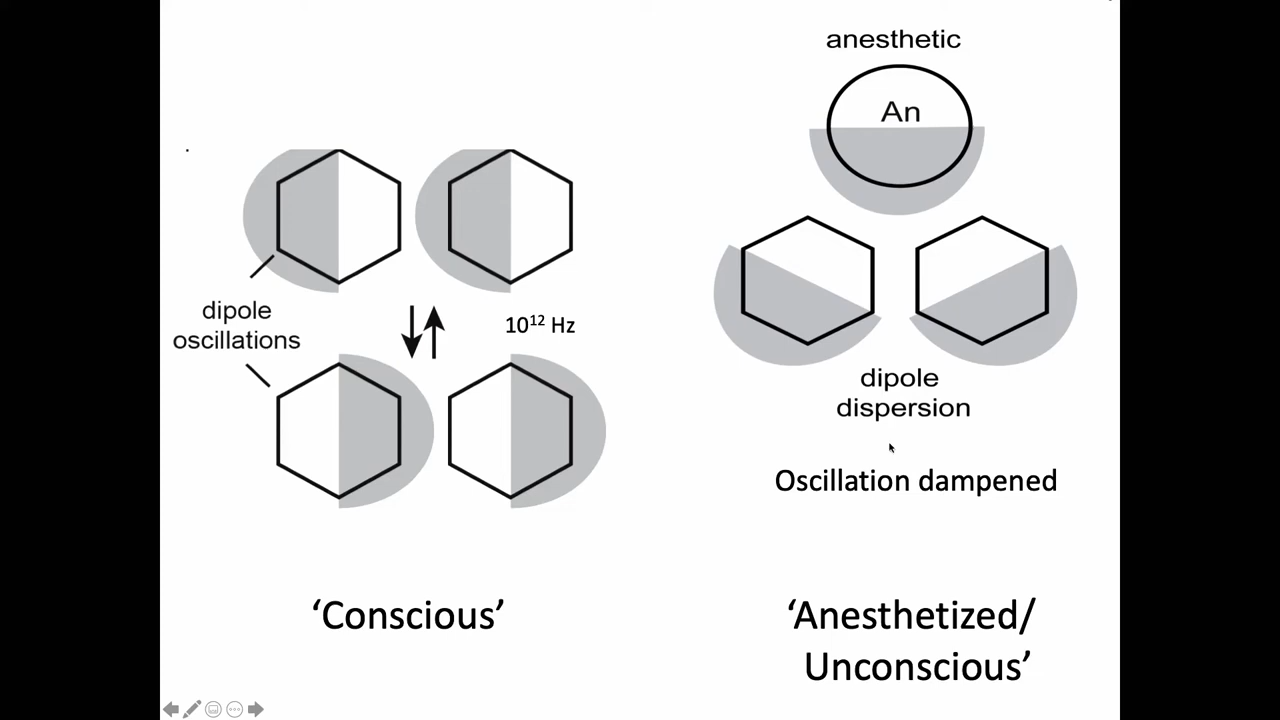 anesthetic
An
dipole
oscillations
10¹² Hz
dipole
dispersion
Oscillation dampened
‘Conscious’
‘Anesthetized/
Unconscious’